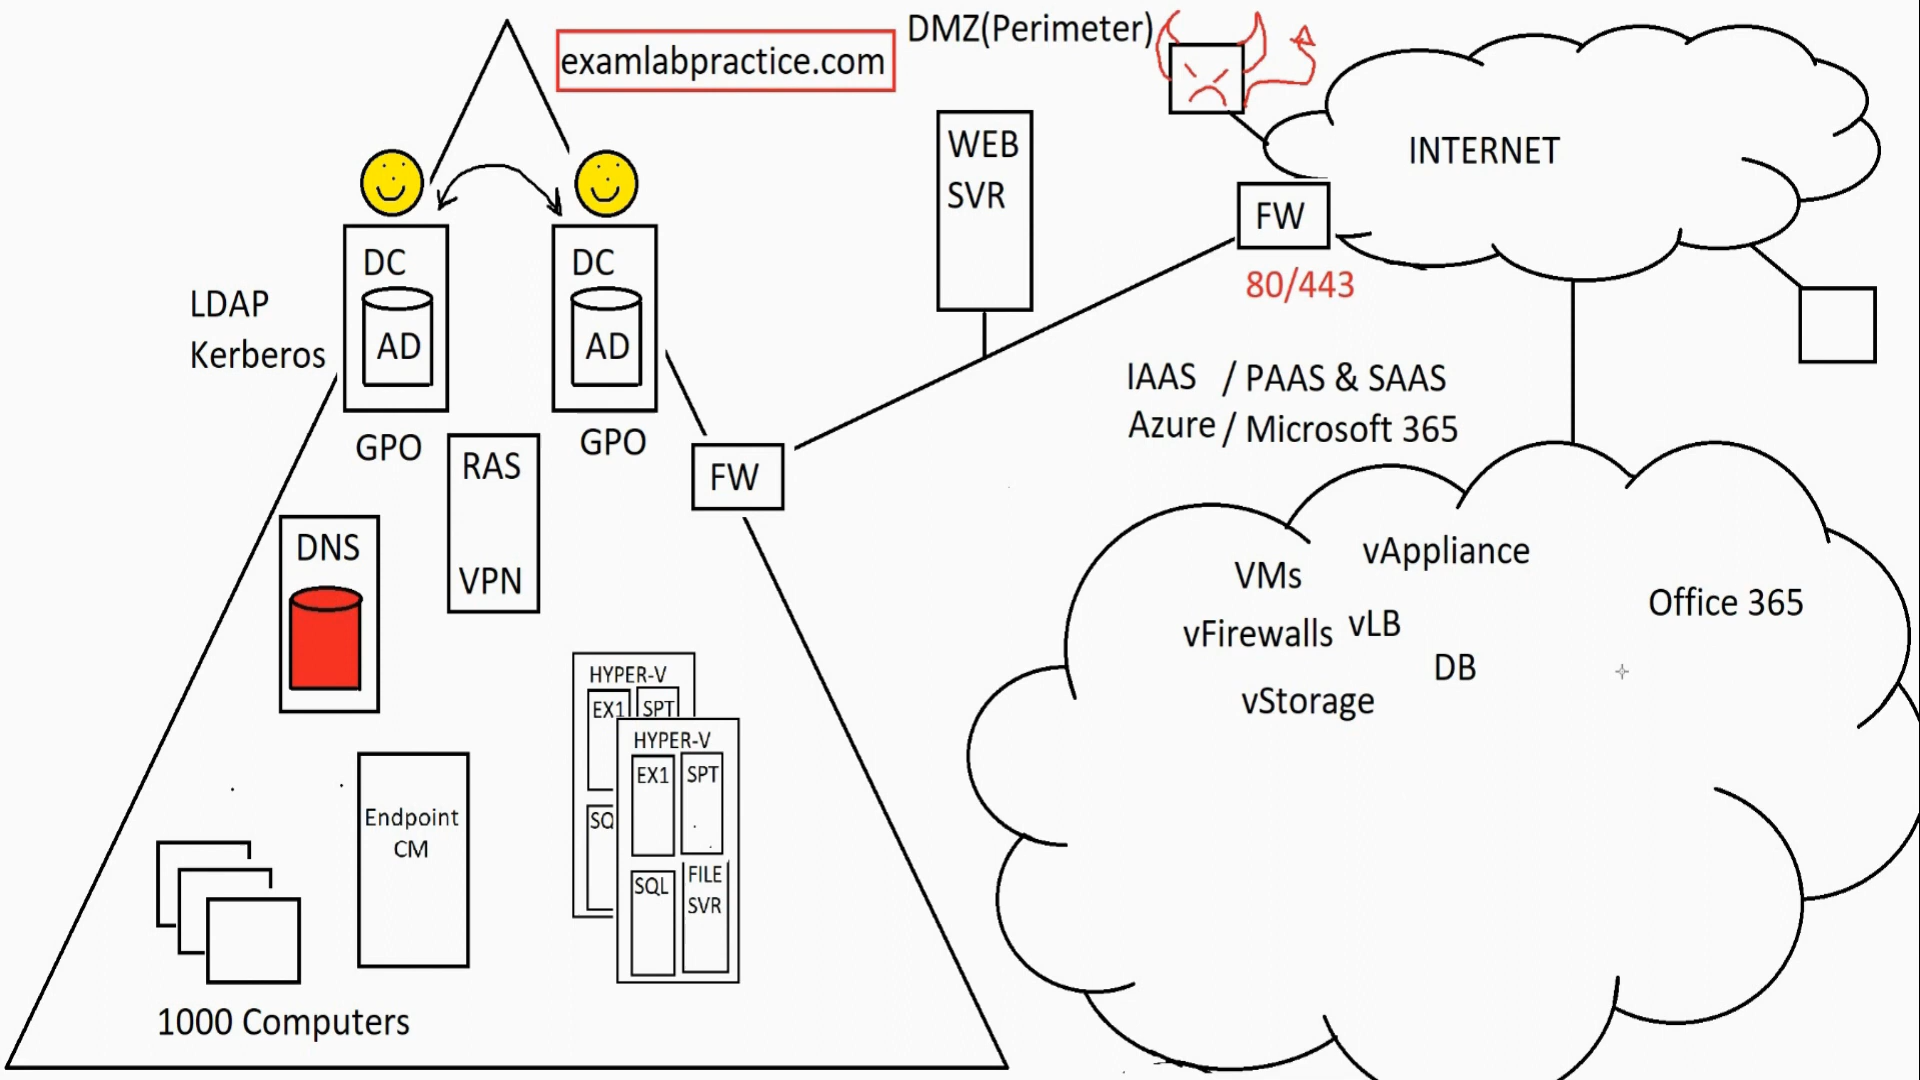 examlabpractice.com
DMZ(Perimeter)
INTERNET
WEB
SVR
FW
80/443
DC
AD
GPO
DC
AD
GPO
LDAP
Kerberos
RAS
VPN
FW
DNS
IAAS / PAAS & SAAS
Azure / Microsoft 365
VMs
vAppliance
Office 365
vFirewalls
vLB
DB
vStorage
HYPER-V
EX1
SPT
SQ
HYPER-V
EX1
SPT
SQL
FILE
SVR
Endpoint
CM
1000 Computers